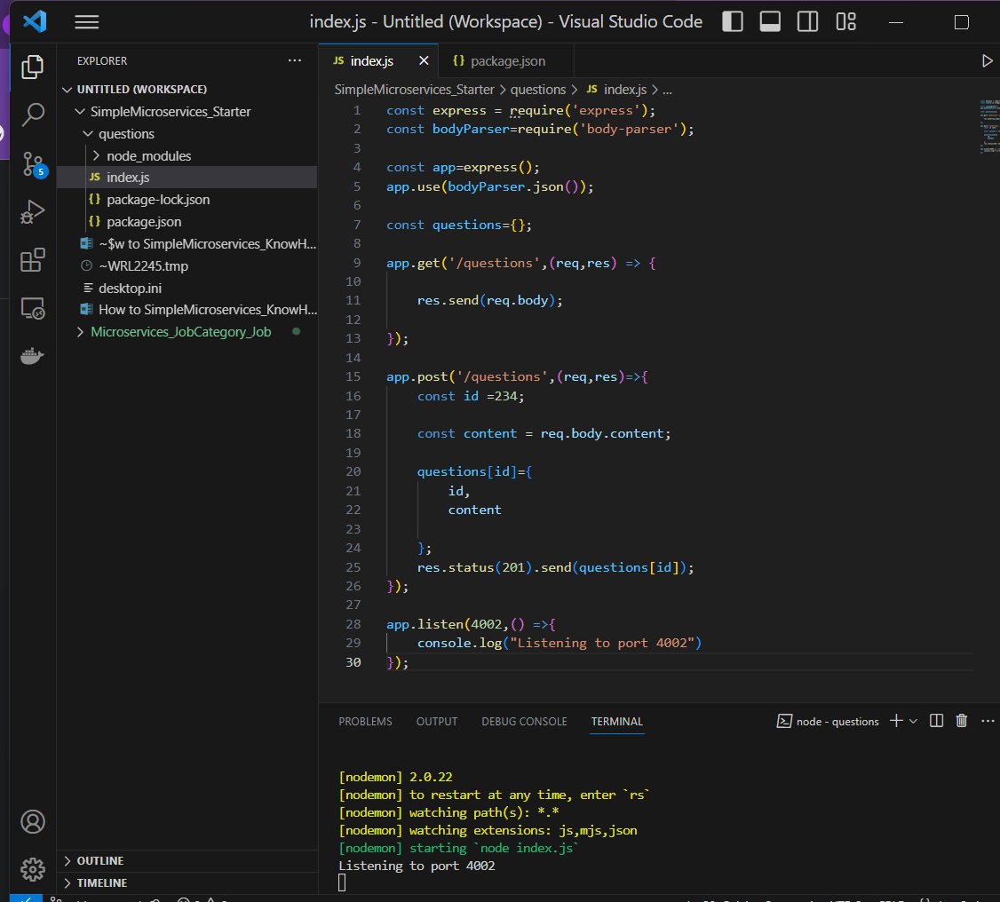 index.js - Untitled (Workspace) - Visual Studio Code
EXPLORER
UNTITLED (WORKSPACE)
SimpleMicroservices_Starter
questions
node_modules
JS index.js
{} package-lock.json
{} package.json
~$w to SimpleMicroservices_KnowH...
~WRL2245.tmp
desktop.ini
How to SimpleMicroservices_KnowH...
Microservices_JobCategory_Job
5
OUTLINE
TIMELINE
JS index.js
{} package.json
SimpleMicroservices_Starter > questions > JS index.js > ...
1 const express = require('express');
2 const bodyParser=require('body-parser');
3
4 const app=express();
5 app.use(bodyParser.json());
6
7 const questions={};
8
9 app.get('/questions',(req,res) => {
10
11 res.send(req.body);
12
13 });
14
15 app.post('/questions',(req,res)=>{
16 const id =234;
17
18 const content = req.body.content;
19
20 questions[id]={
21 id,
22 content
23
24 };
25 res.status(201).send(questions[id]);
26 });
27
28 app.listen(4002,() =>{
29 console.log("Listening to port 4002")
30 });
PROBLEMS OUTPUT DEBUG CONSOLE TERMINAL
node - questions
[nodemon] 2.0.22
[nodemon] to restart at any time, enter `rs`
[nodemon] watching path(s): *.*
[nodemon] watching extensions: js,mjs,json
[nodemon] starting `node index.js`
Listening to port 4002